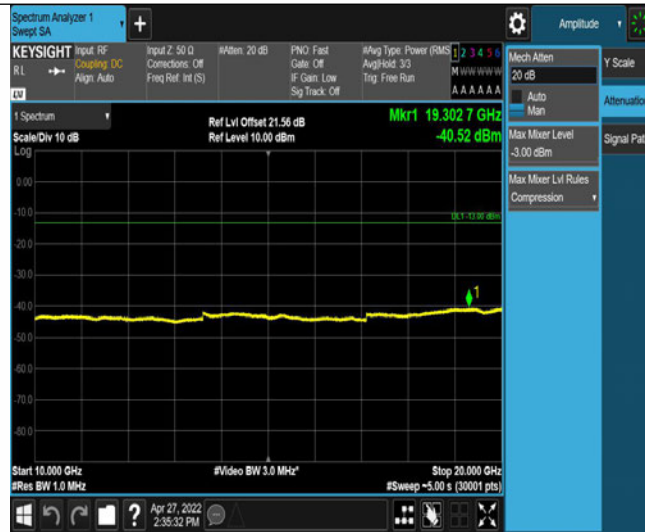 Spectrum Analyzer 1
Swept SA
+
Amplitude
KEYSIGHT
RL
Input: RF
Coupling: DC
Align: Auto
Input Z: 50 Ω
Corrections: Off
Freq Ref: Int (S)
#Atten: 20 dB
PNO: Fast
Gate: Off
IF Gain: Low
Sig Track: Off
#Avg Type: Power (RMS
Avg|Hold: 3/3
Trig: Free Run
1 2 3 4 5 6
M W W W W W
A A A A A A
LXI
1 Spectrum
Scale/Div 10 dB
Log
Ref Lvl Offset 21.56 dB
Ref Level 10.00 dBm
Mkr1 19.302 7 GHz
-40.52 dBm
0.00
-10.0
DL1 -13.00 dBm
-20.0
-30.0
1
-40.0
-50.0
-60.0
-70.0
-80.0
Start 10.000 GHz
#Res BW 1.0 MHz
#Video BW 3.0 MHz*
Stop 20.000 GHz
#Sweep ~5.00 s (30001 pts)
Mech Atten
20 dB
Auto
Man
Max Mixer Level
-3.00 dBm
Max Mixer Lvl Rules
Compression
Y Scale
Attenuation
Signal Pat
?
Apr 27, 2022
2:35:32 PM